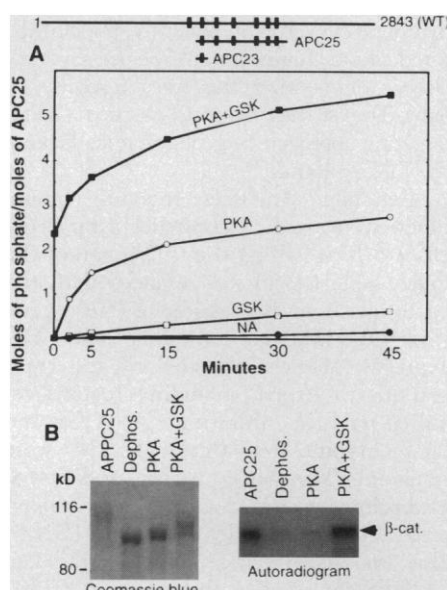 1
2843 (WT)
APC25
APC23
A
Moles of phosphate/moles of APC25
5
4
3
2
1
0
PKA+GSK
PKA
GSK
NA
0 2 5 15 30 45
Minutes
B
APPC25 Dephos. PKA PKA+GSK
kD
116
80
Coomassie blue
APC25 Dephos. PKA PKA+GSK
β-cat.
Autoradiogram